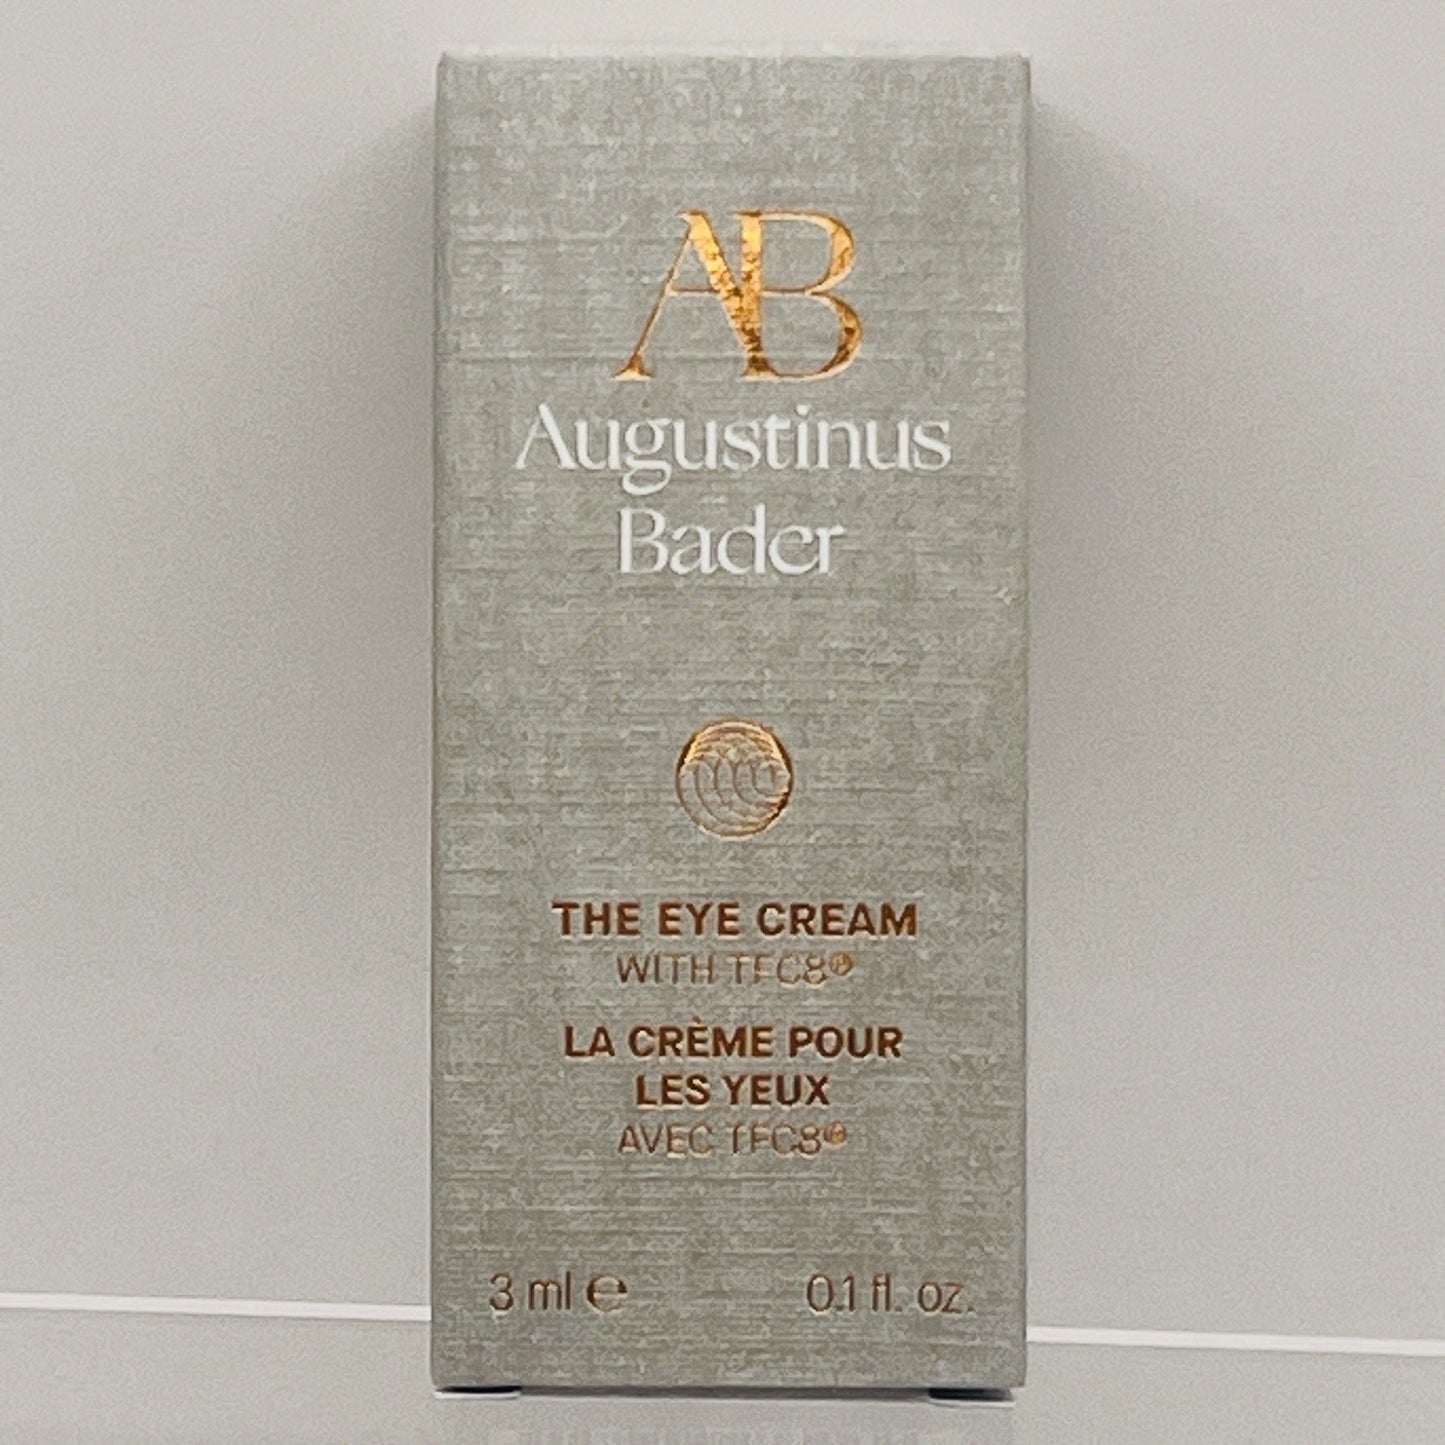 AB
Augustinus
Bader
THE EYE CREAM
WITH TFC8®
LA CRÈME POUR
LES YEUX
AVEC TFC8®
3 ml ℮
0.1 fl. oz.